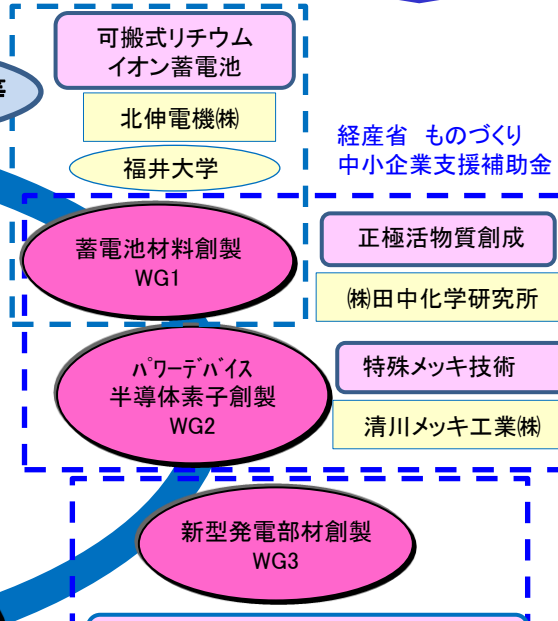 可搬式リチウム
イオン蓄電池
北伸電機㈱
福井大学
経産省 ものづくり
中小企業支援補助金
蓄電池材料創製
WG1
正極活物質創成
㈱田中化学研究所
ﾊﾟﾜｰﾃﾞﾊﾞｲｽ
半導体素子創製
WG2
特殊メッキ技術
清川メッキ工業㈱
新型発電部材創製
WG3